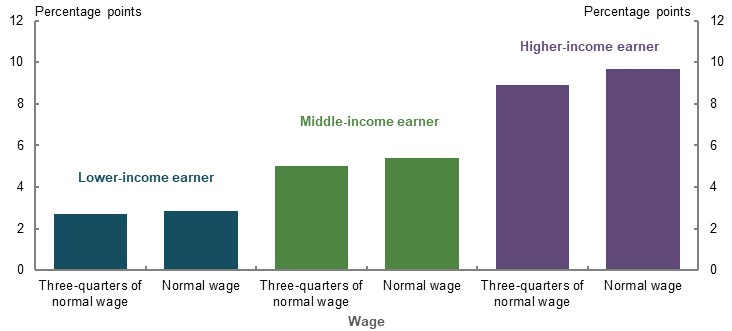 Percentage points Percentage points
12 12
10 10
8 8
6 6
4 4
2 2
0 0
Higher-income earner
Middle-income earner
Lower-income earner
Three-quarters of normal wage
Normal wage
Three-quarters of normal wage
Normal wage
Three-quarters of normal wage
Normal wage
Wage